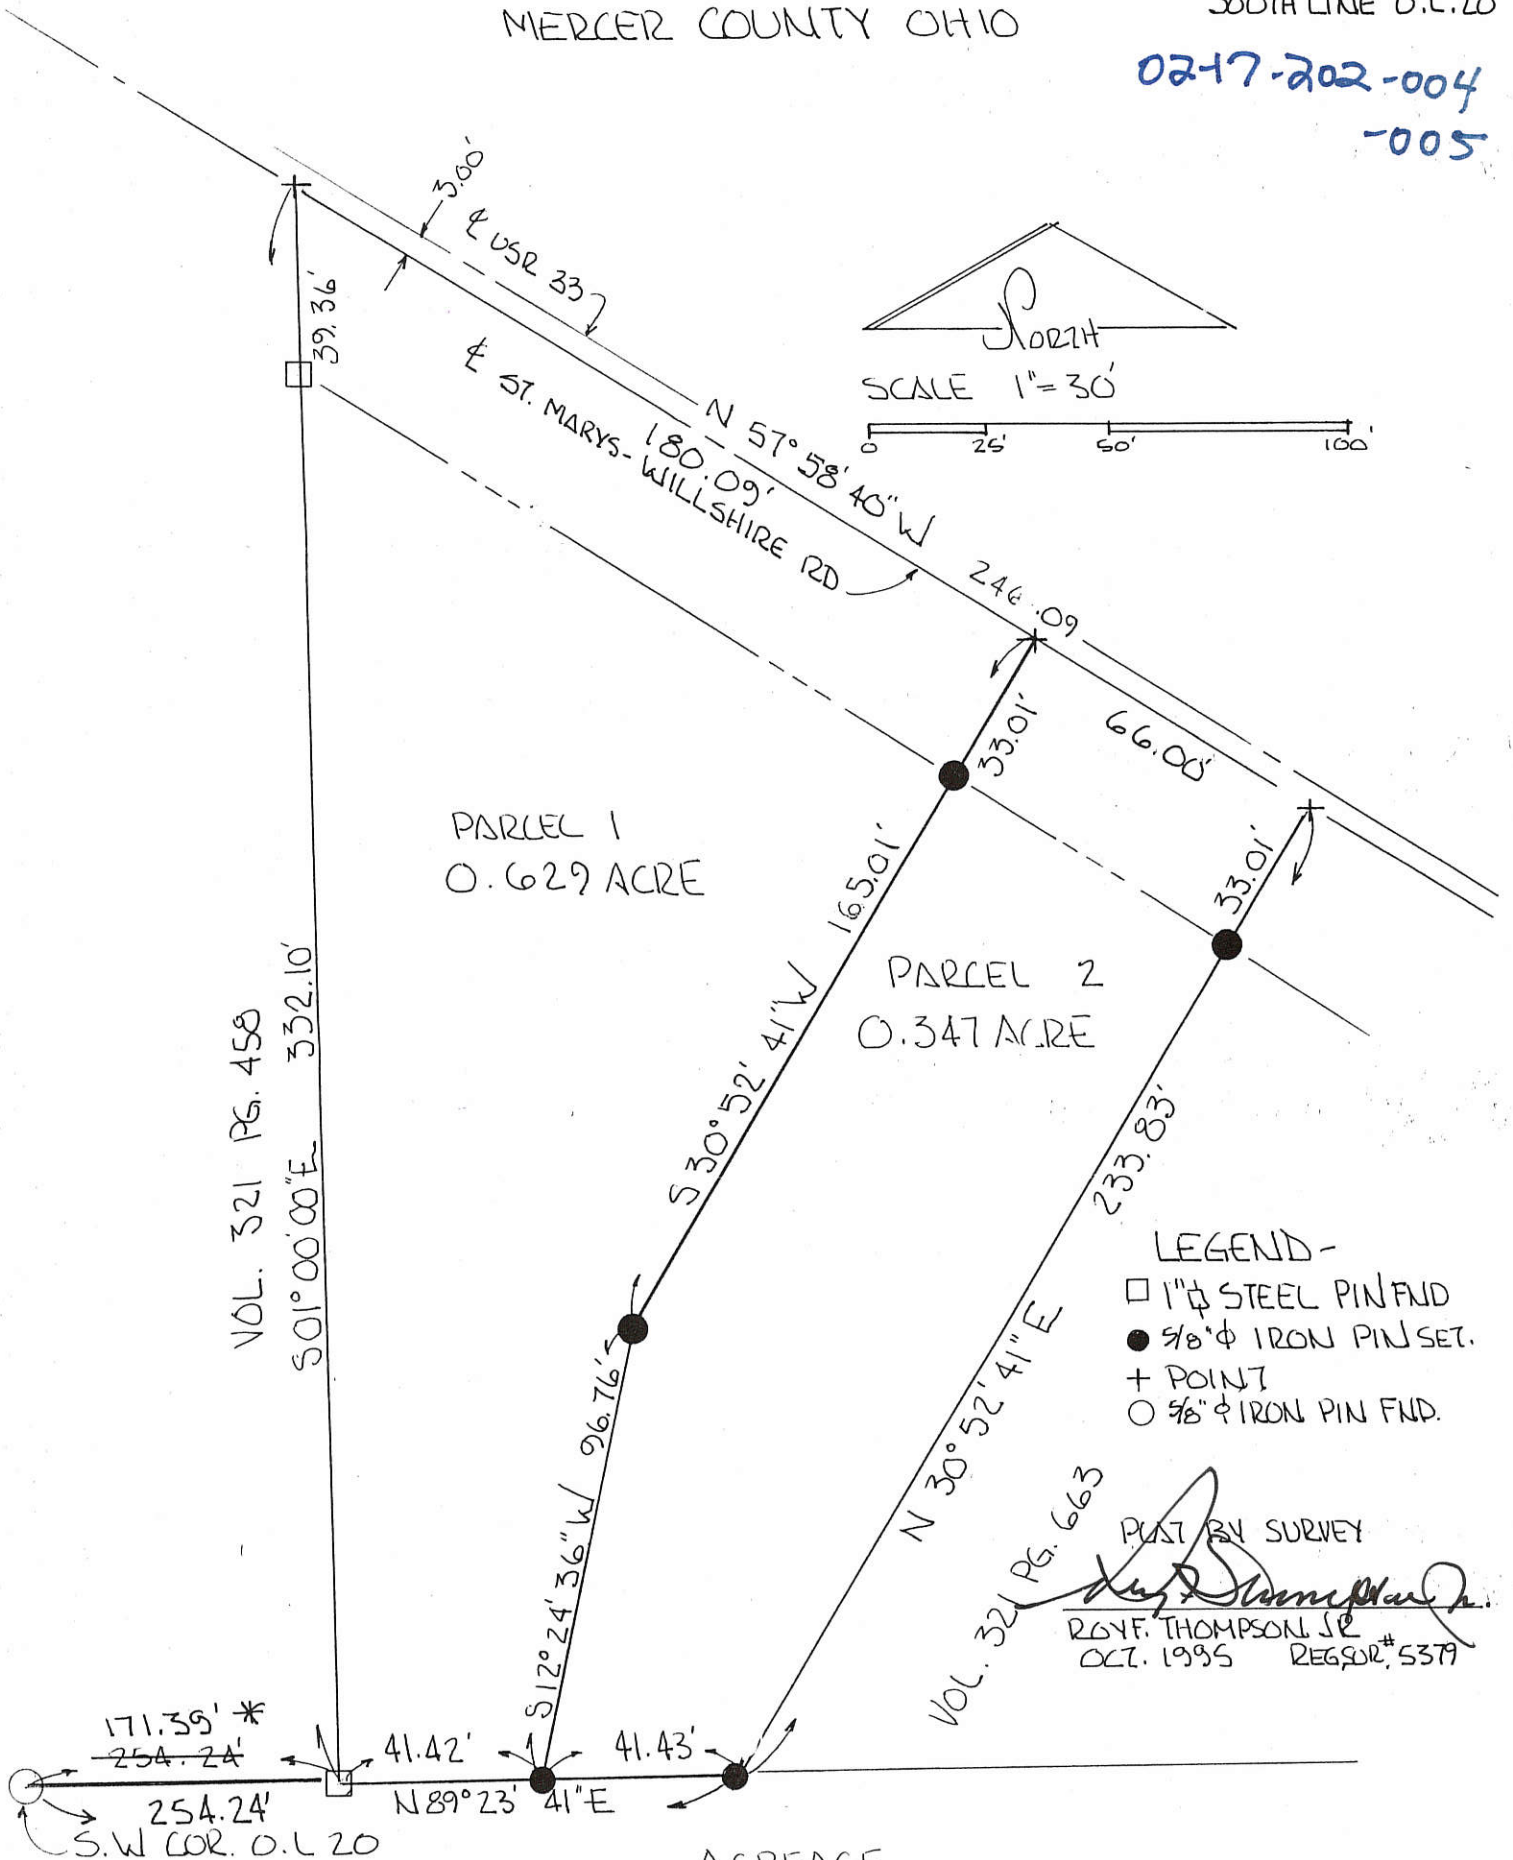 MERCER COUNTY OHIO
SOUTH LINE O.L.20
02-17-202-004
-005
3.00'
℄ USR 33
39.36'
℄ ST. MARYS-WILLSHIRE RD
180.09'
N 57° 58' 40" W
NORTH
SCALE 1"=30'
0 25' 50' 100'
66.00'
33.01'
33.01'
PARCEL 1
0.629 ACRE
165.01'
S 30° 52' 41" W
PARCEL 2
0.347 ACRE
VOL. 321 PG. 458
S 01° 00' 00" E 332.10'
233.83'
N 30° 52' 41" E
LEGEND-
□ 1"⌀ STEEL PIN FND
● 5/8"⌀ IRON PIN SET.
+ POINT
○ 5/8"⌀ IRON PIN FND.
96.76'
S 12° 24' 36" W
VOL. 321 PG. 663
PLAT BY SURVEY
ROY F. THOMPSON JR
OCT. 1995 REG SUR # 5379
171.39' *
254.24'
41.42'
41.43'
254.24'
N 89° 23' 41" E
S.W COR. O.L 20
ACREAGE